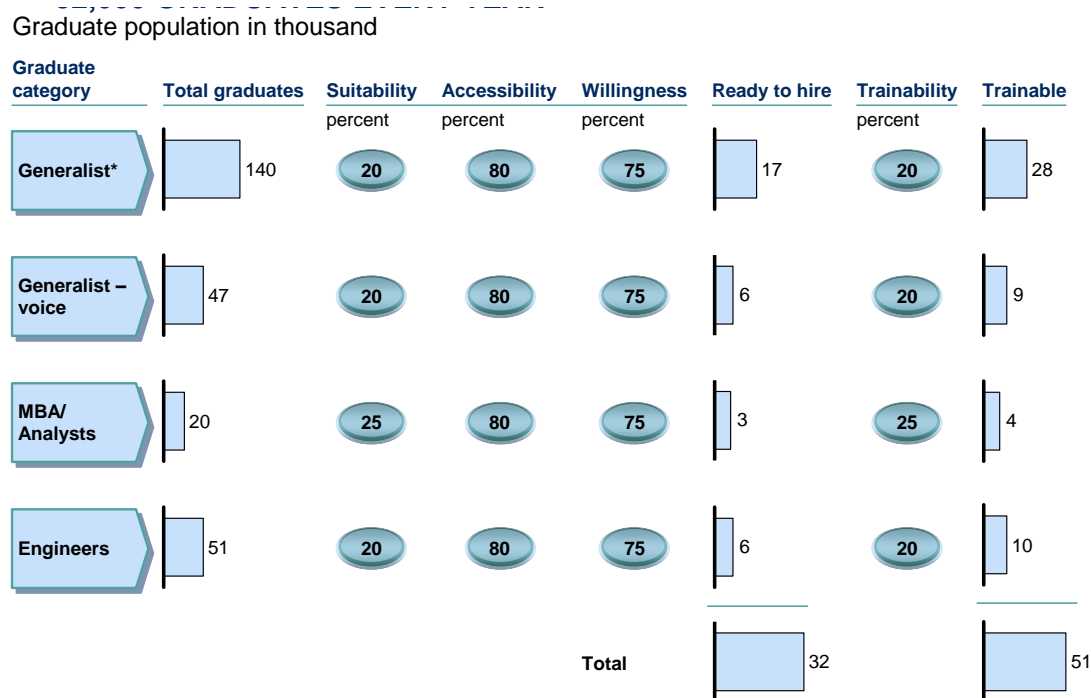 Graduate population in thousand
Graduate category Total graduates Suitability Accessibility Willingness Ready to hire Trainability Trainable
percent percent percent percent
Generalist* 140 20 80 75 17 20 28
Generalist – voice 47 20 80 75 6 20 9
MBA/ Analysts 20 25 80 75 3 25 4
Engineers 51 20 80 75 6 20 10
Total 32 51